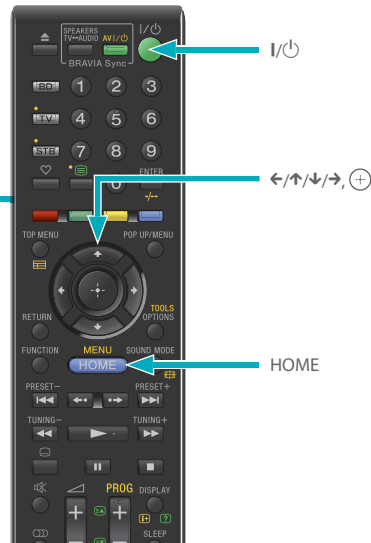 SPEAKERS
TV↔AUDIO AV I/⏻ I/⏻
BRAVIA Sync
I/⏻
BD 1 2 3
TV 4 5 6
STB 7 8 9
0 ENTER
-/--
←/↑/↓/→,
TOP MENU POP UP/MENU
TOOLS
RETURN OPTIONS
FUNCTION MENU SOUND MODE
HOME
HOME
PRESET– PRESET+
TUNING– TUNING+
PROG DISPLAY
+ +
SLEEP